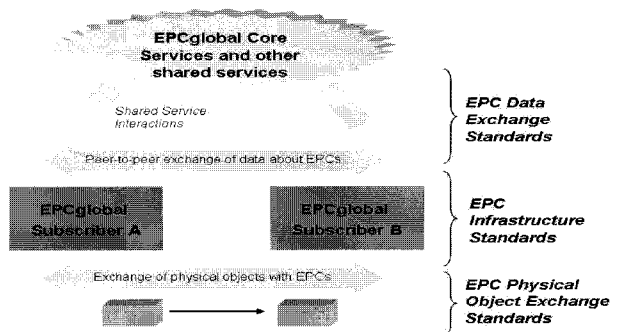 EPCglobal Core
Services and other
shared services
Shared Service
Interactions
EPC Data
Exchange
Standards
Peer-to-peer exchange of data about EPCs
EPCglobal
Subscriber A
EPCglobal
Subscriber B
EPC
Infrastructure
Standards
Exchange of physical objects with EPCs
EPC Physical
Object Exchange
Standards